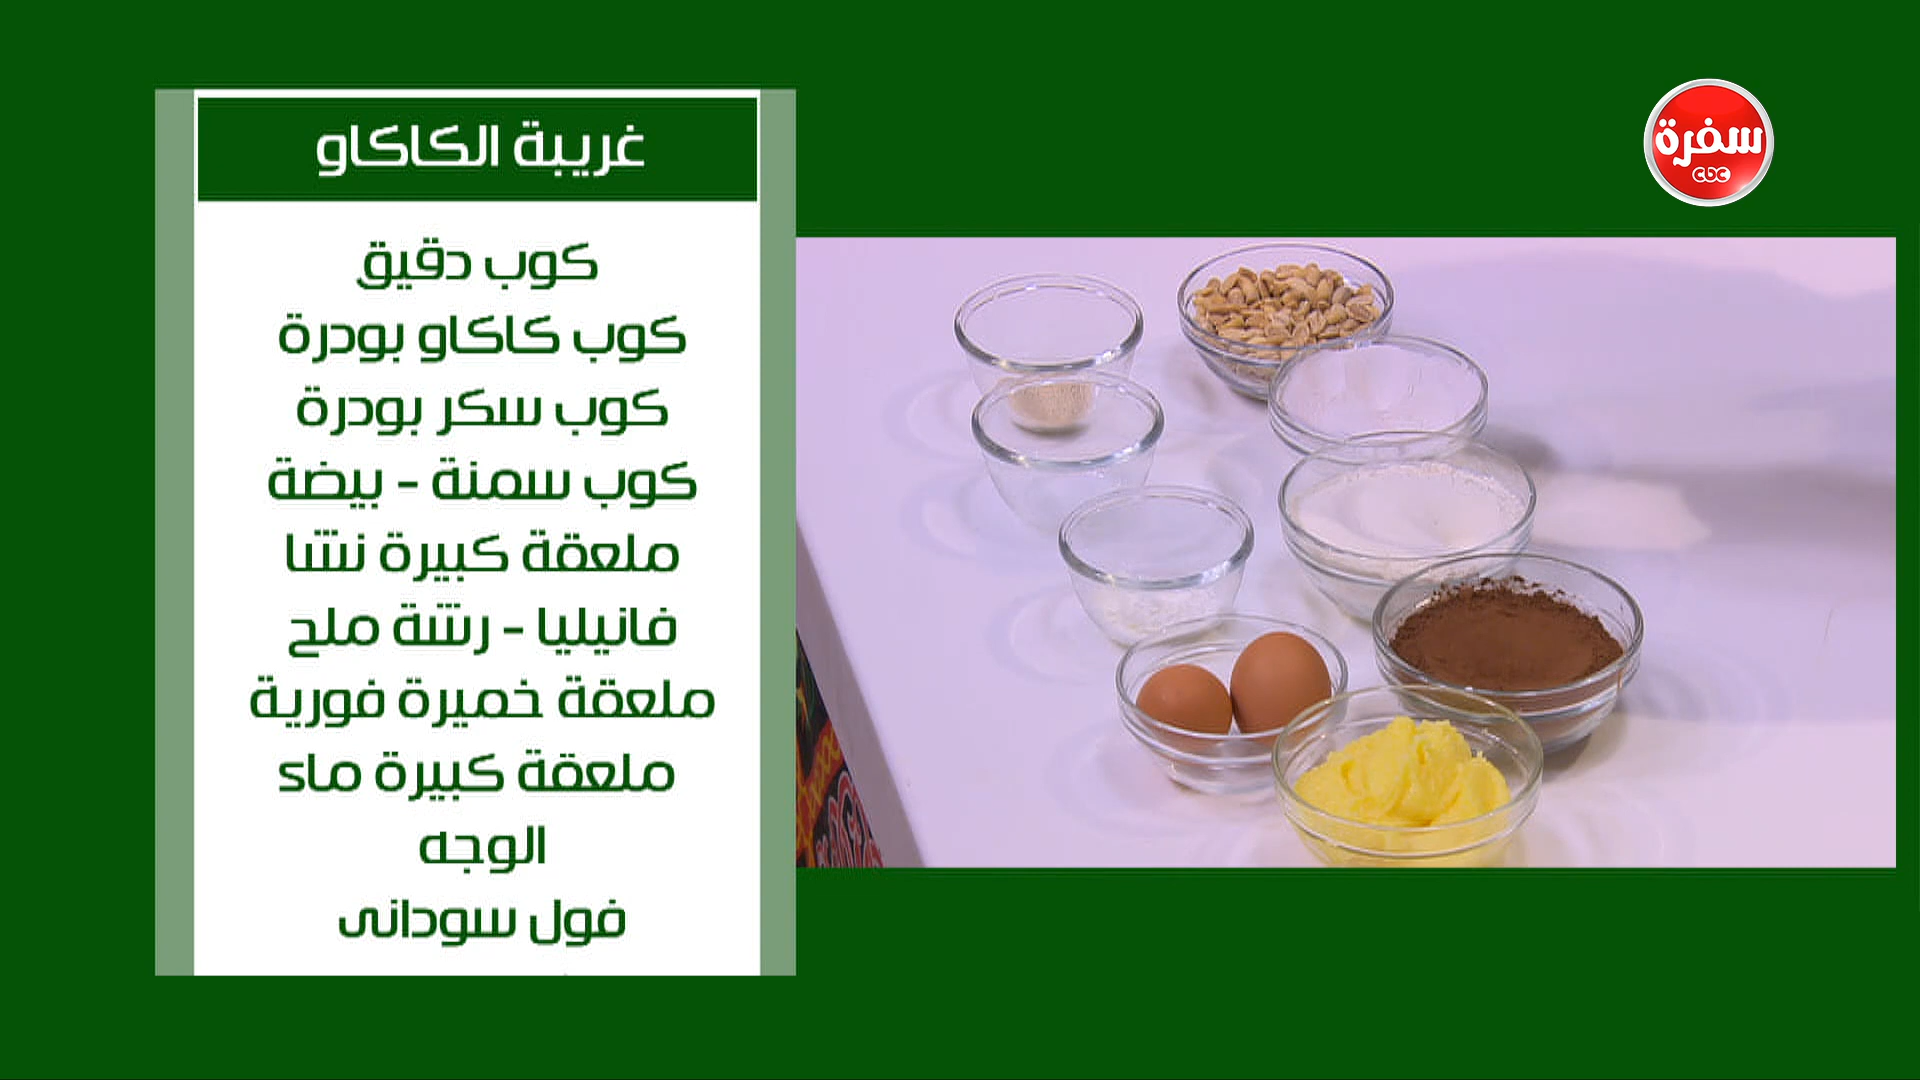 غريبة الكاكاو
كوب دقيق
كوب كاكاو بودرة
كوب سكر بودرة
كوب سمنة - بيضة
ملعقة كبيرة نشا
فانيليا - رشة ملح
ملعقة خميرة فورية
ملعقة كبيرة ماء
الوجه
فول سودانى
سفرة
cbc